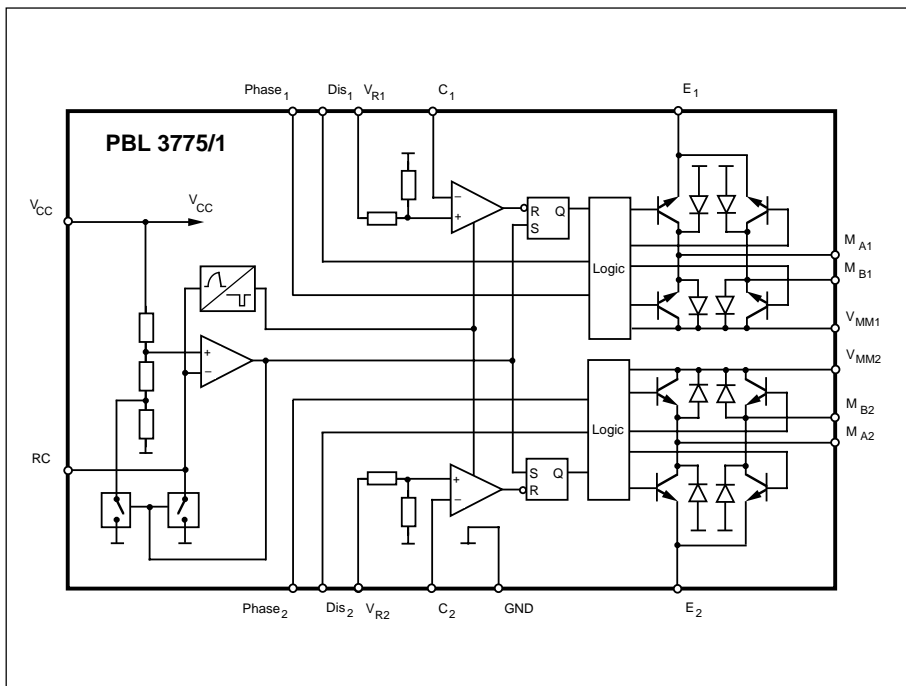 Phase1 Dis1 VR1 C1 E1
PBL 3775/1
VCC VCC
R Q
S
MA1
MB1
Logic
+
–
VMM1
VMM2
+
–
MB2
Logic
MA2
RC
S Q
R
+
–
Phase2 Dis2 VR2 C2 GND E2